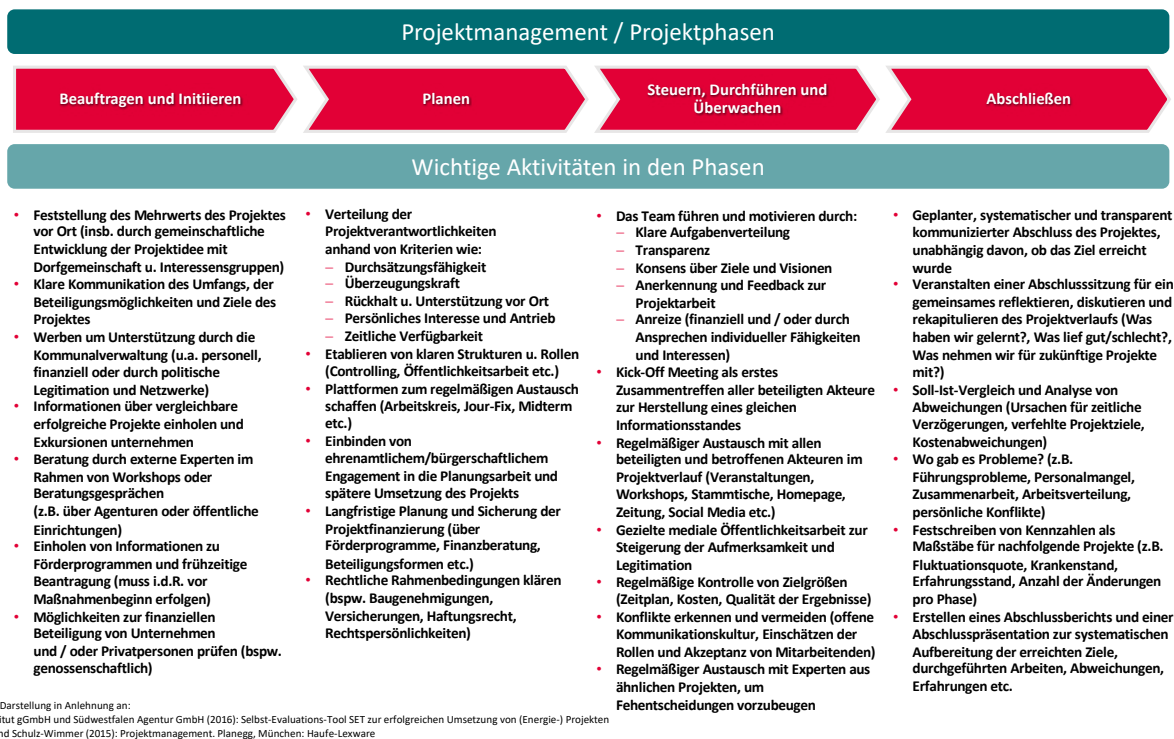 Projektmanagement / Projektphasen
Beauftragen und Initiieren
Planen
Steuern, Durchführen und
Überwachen
Abschließen
Wichtige Aktivitäten in den Phasen
• Feststellung des Mehrwerts des Projektes
vor Ort (insb. durch gemeinschaftliche
Entwicklung der Projektidee mit
Dorfgemeinschaft u. Interessensgruppen)
• Klare Kommunikation des Umfangs, der
Beteiligungsmöglichkeiten und Ziele des
Projektes
• Werben um Unterstützung durch die
Kommunalverwaltung (u.a. personell,
finanziell oder durch politische
Legitimation und Netzwerke)
• Informationen über vergleichbare
erfolgreiche Projekte einholen und
Exkursionen unternehmen
• Beratung durch externe Experten im
Rahmen von Workshops oder
Beratungsgesprächen
(z.B. über Agenturen oder öffentliche
Einrichtungen)
• Einholen von Informationen zu
Förderprogrammen und frühzeitige
Beantragung (muss i.d.R. vor
Maßnahmenbeginn erfolgen)
• Möglichkeiten zur finanziellen
Beteiligung von Unternehmen
und / oder Privatpersonen prüfen (bspw.
genossenschaftlich)
• Verteilung der
Projektverantwortlichkeiten
anhand von Kriterien wie:
– Durchsätzungsfähigkeit
– Überzeugungskraft
– Rückhalt u. Unterstützung vor Ort
– Persönliches Interesse und Antrieb
– Zeitliche Verfügbarkeit
• Etablieren von klaren Strukturen u. Rollen
(Controlling, Öffentlichkeitsarbeit etc.)
• Plattformen zum regelmäßigen Austausch
schaffen (Arbeitskreis, Jour-Fix, Midterm
etc.)
• Einbinden von
ehrenamtlichem/bürgerschaftlichem
Engagement in die Planungsarbeit und
spätere Umsetzung des Projekts
• Langfristige Planung und Sicherung der
Projektfinanzierung (über
Förderprogramme, Finanzberatung,
Beteiligungsformen etc.)
• Rechtliche Rahmenbedingungen klären
(bspw. Baugenehmigungen,
Versicherungen, Haftungsrecht,
Rechtspersönlichkeiten)
• Das Team führen und motivieren durch:
– Klare Aufgabenverteilung
– Transparenz
– Konsens über Ziele und Visionen
– Anerkennung und Feedback zur
Projektarbeit
– Anreize (finanziell und / oder durch
Ansprechen individueller Fähigkeiten
und Interessen)
• Kick-Off Meeting als erstes
Zusammentreffen aller beteiligten Akteure
zur Herstellung eines gleichen
Informationsstandes
• Regelmäßiger Austausch mit allen
beteiligten und betroffenen Akteuren im
Projektverlauf (Veranstaltungen,
Workshops, Stammtische, Homepage,
Zeitung, Social Media etc.)
• Gezielte mediale Öffentlichkeitsarbeit zur
Steigerung der Aufmerksamkeit und
Legitimation
• Regelmäßige Kontrolle von Zielgrößen
(Zeitplan, Kosten, Qualität der Ergebnisse)
• Konflikte erkennen und vermeiden (offene
Kommunikationskultur, Einschätzen der
Rollen und Akzeptanz von Mitarbeitenden)
• Regelmäßiger Austausch mit Experten aus
ähnlichen Projekten, um
Fehentscheidungen vorzubeugen
• Geplanter, systematischer und transparent
kommunizierter Abschluss des Projektes,
unabhängig davon, ob das Ziel erreicht
wurde
• Veranstalten einer Abschlusssitzung für ein
gemeinsames reflektieren, diskutieren und
rekapitulieren des Projektverlaufs (Was
haben wir gelernt?, Was lief gut/schlecht?,
Was nehmen wir für zukünftige Projekte
mit?)
• Soll-Ist-Vergleich und Analyse von
Abweichungen (Ursachen für zeitliche
Verzögerungen, verfehlte Projektziele,
Kostenabweichungen)
• Wo gab es Probleme? (z.B.
Führungsprobleme, Personalmangel,
Zusammenarbeit, Arbeitsverteilung,
persönliche Konflikte)
• Festschreiben von Kennzahlen als
Maßstäbe für nachfolgende Projekte (z.B.
Fluktuationsquote, Krankenstand,
Erfahrungsstand, Anzahl der Änderungen
pro Phase)
• Erstellen eines Abschlussberichts und einer
Abschlusspräsentation zur systematischen
Aufbereitung der erreichten Ziele,
durchgeführten Arbeiten, Abweichungen,
Erfahrungen etc.
Darstellung in Anlehnung an:
itut gGmbH und Südwestfalen Agentur GmbH (2016): Selbst-Evaluations-Tool SET zur erfolgreichen Umsetzung von (Energie-) Projekten
nd Schulz-Wimmer (2015): Projektmanagement. Planegg, München: Haufe-Lexware